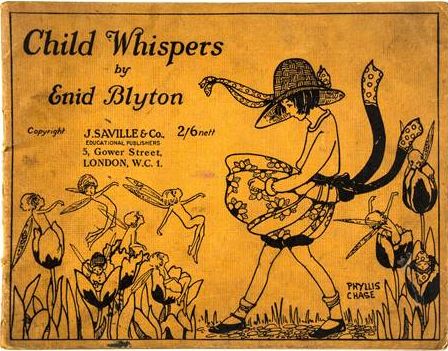 Child Whispers
by
Enid Blyton
Copyright
J. SAVILLE & Co.,
EDUCATIONAL PUBLISHERS
5, Gower Street,
LONDON, W.C. 1.
2/6 nett
PHYLLIS
CHASE